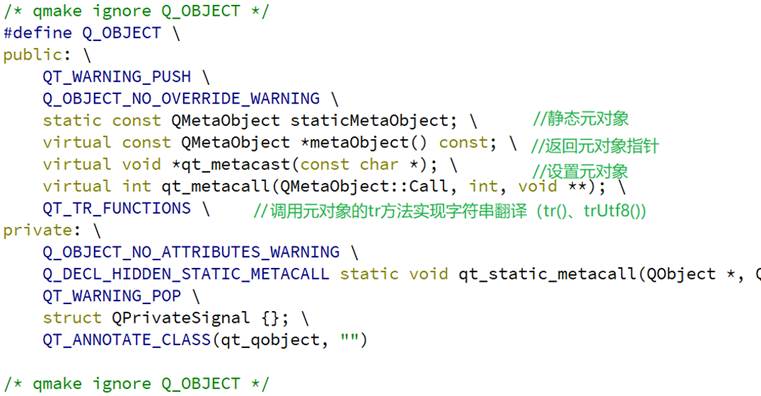 /* qmake ignore Q_OBJECT */
#define Q_OBJECT \
public: \
    QT_WARNING_PUSH \
    Q_OBJECT_NO_OVERRIDE_WARNING \
    static const QMetaObject staticMetaObject; \ //静态元对象
    virtual const QMetaObject *metaObject() const; \ //返回元对象指针
    virtual void *qt_metacast(const char *); \ //设置元对象
    virtual int qt_metacall(QMetaObject::Call, int, void **); \
    QT_TR_FUNCTIONS \ //调用元对象的tr方法实现字符串翻译（tr()、trUtf8()）
private: \
    Q_OBJECT_NO_ATTRIBUTES_WARNING \
    Q_DECL_HIDDEN_STATIC_METACALL static void qt_static_metacall(QObject *,
    QT_WARNING_POP \
    struct QPrivateSignal {}; \
    QT_ANNOTATE_CLASS(qt_qobject, "")
/* qmake ignore Q_OBJECT */